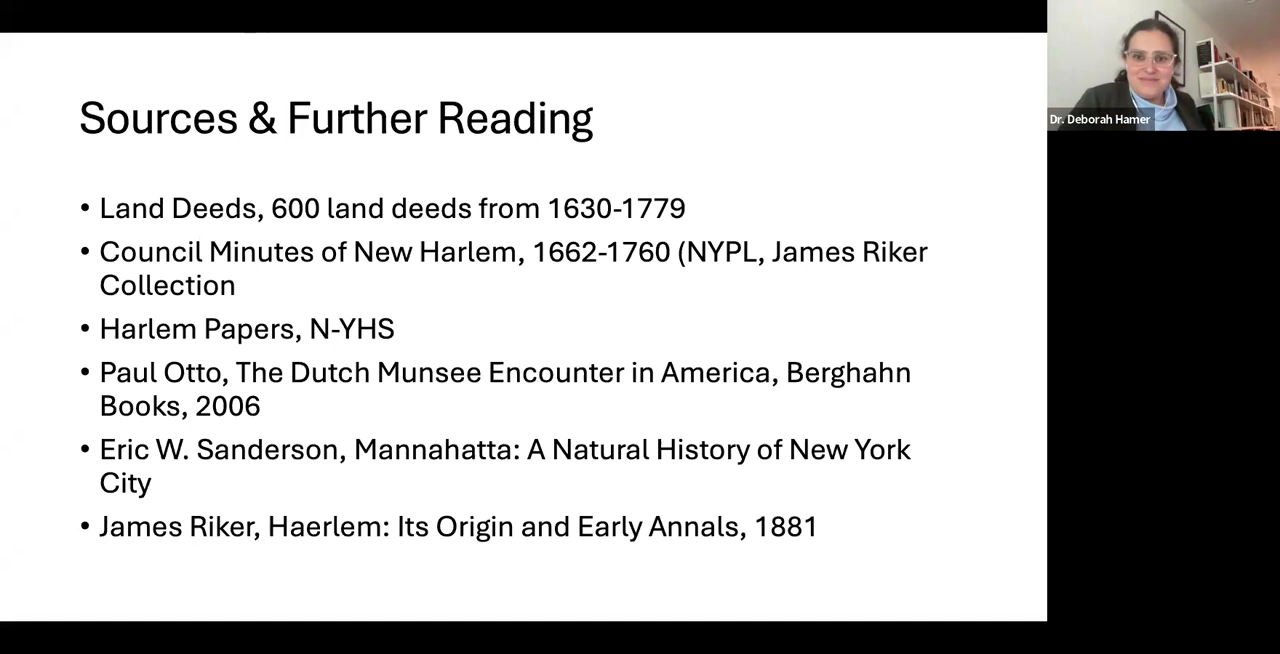 Sources & Further Reading
• Land Deeds, 600 land deeds from 1630-1779
• Council Minutes of New Harlem, 1662-1760 (NYPL, James Riker
Collection
• Harlem Papers, N-YHS
• Paul Otto, The Dutch Munsee Encounter in America, Berghahn
Books, 2006
• Eric W. Sanderson, Mannahatta: A Natural History of New York
City
• James Riker, Haerlem: Its Origin and Early Annals, 1881
Dr. Deborah Hamer